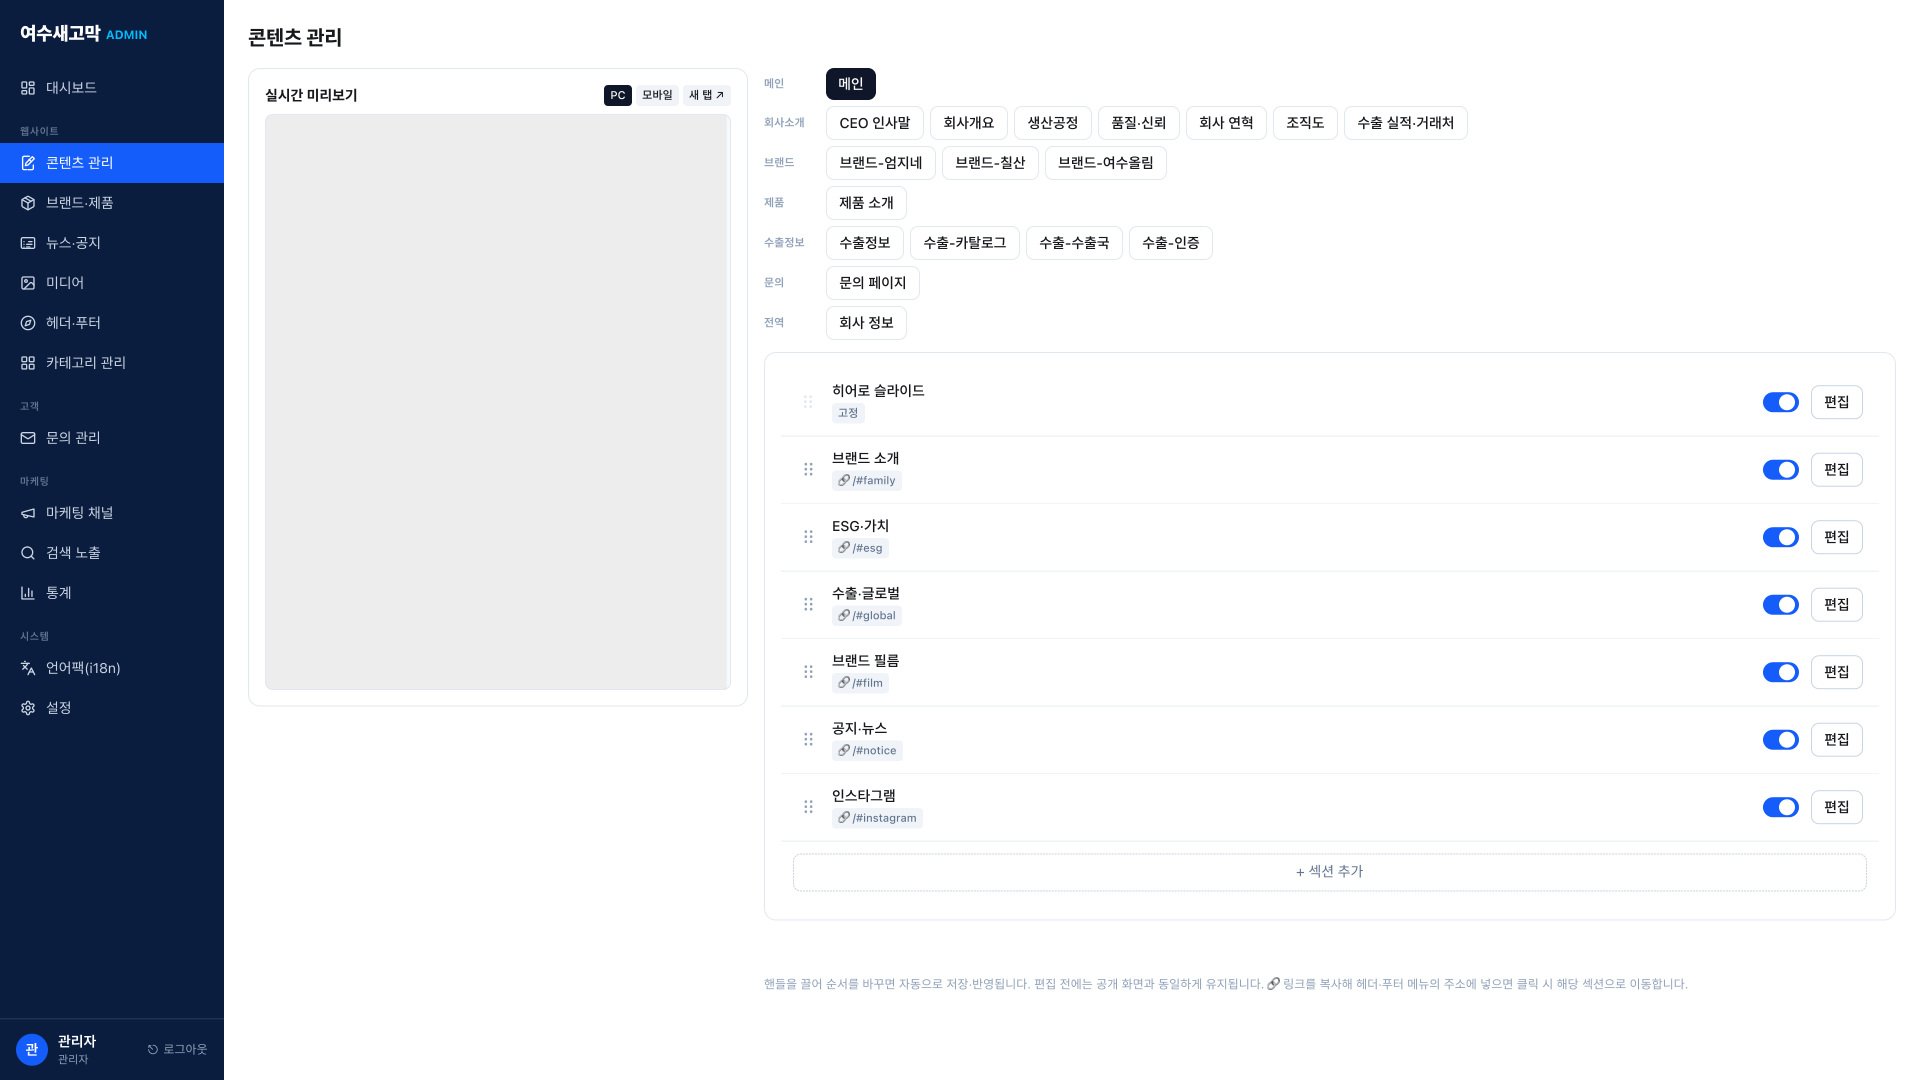 여수새고막 ADMIN
대시보드
웹사이트
콘텐츠 관리
브랜드·제품
뉴스·공지
미디어
헤더·푸터
카테고리 관리
고객
문의 관리
마케팅
마케팅 채널
검색 노출
통계
시스템
언어팩(i18n)
설정
관
관리자
관리자
로그아웃
콘텐츠 관리
실시간 미리보기
PC 모바일 새 탭
메인 메인
회사소개 CEO 인사말 회사개요 생산공정 품질·신뢰 회사 연혁 조직도 수출 실적·거래처
브랜드 브랜드-엄지네 브랜드-칠산 브랜드-여수올림
제품 제품 소개
수출정보 수출정보 수출-카탈로그 수출-수출국 수출-인증
문의 문의 페이지
전역 회사 정보
히어로 슬라이드
고정
편집
브랜드 소개
🔗 /#family
편집
ESG·가치
🔗 /#esg
편집
수출·글로벌
🔗 /#global
편집
브랜드 필름
🔗 /#film
편집
공지·뉴스
🔗 /#notice
편집
인스타그램
🔗 /#instagram
편집
+ 섹션 추가
핸들을 끌어 순서를 바꾸면 자동으로 저장·반영됩니다. 편집 전에는 공개 화면과 동일하게 유지됩니다. 🔗 링크를 복사해 헤더·푸터 메뉴의 주소에 넣으면 클릭 시 해당 섹션으로 이동합니다.